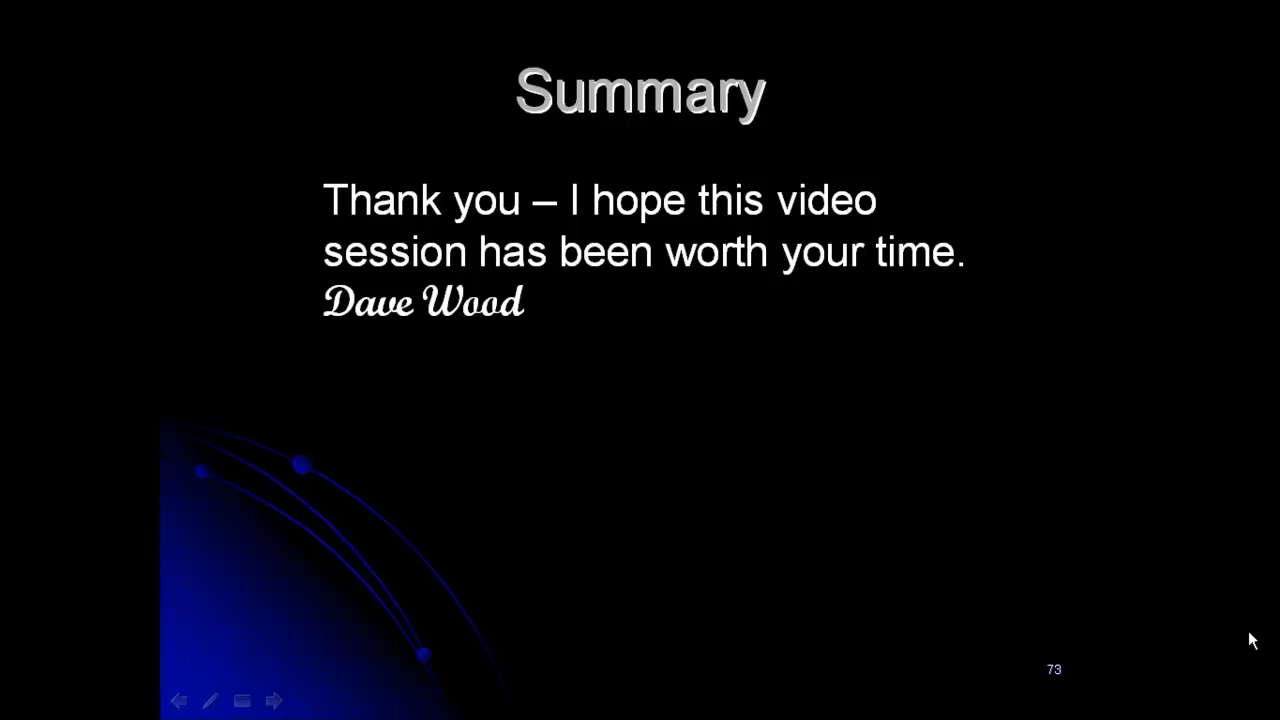 Summary
Thank you – I hope this video
session has been worth your time.
Dave Wood
73